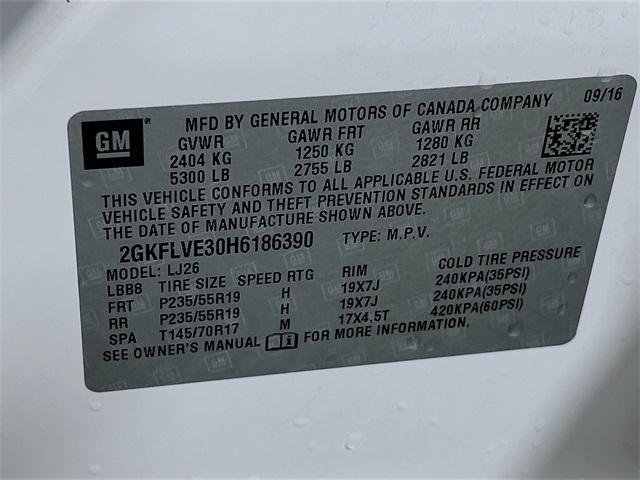 MFD BY GENERAL MOTORS OF CANADA COMPANY 09/16
GM ®
GVWR GAWR FRT GAWR RR
2404 KG 1250 KG 1280 KG
5300 LB 2755 LB 2821 LB
THIS VEHICLE CONFORMS TO ALL APPLICABLE U.S. FEDERAL MOTOR
VEHICLE SAFETY AND THEFT PREVENTION STANDARDS IN EFFECT ON
THE DATE OF MANUFACTURE SHOWN ABOVE.
2GKFLVE30H6186390 TYPE: M.P.V.
MODEL: LJ26
LBB8 TIRE SIZE SPEED RTG RIM COLD TIRE PRESSURE
FRT P235/55R19 H 19X7J 240KPA(35PSI)
RR P235/55R19 H 19X7J 240KPA(35PSI)
SPA T145/70R17 M 17X4.5T 420KPA(60PSI)
SEE OWNER'S MANUAL FOR MORE INFORMATION.